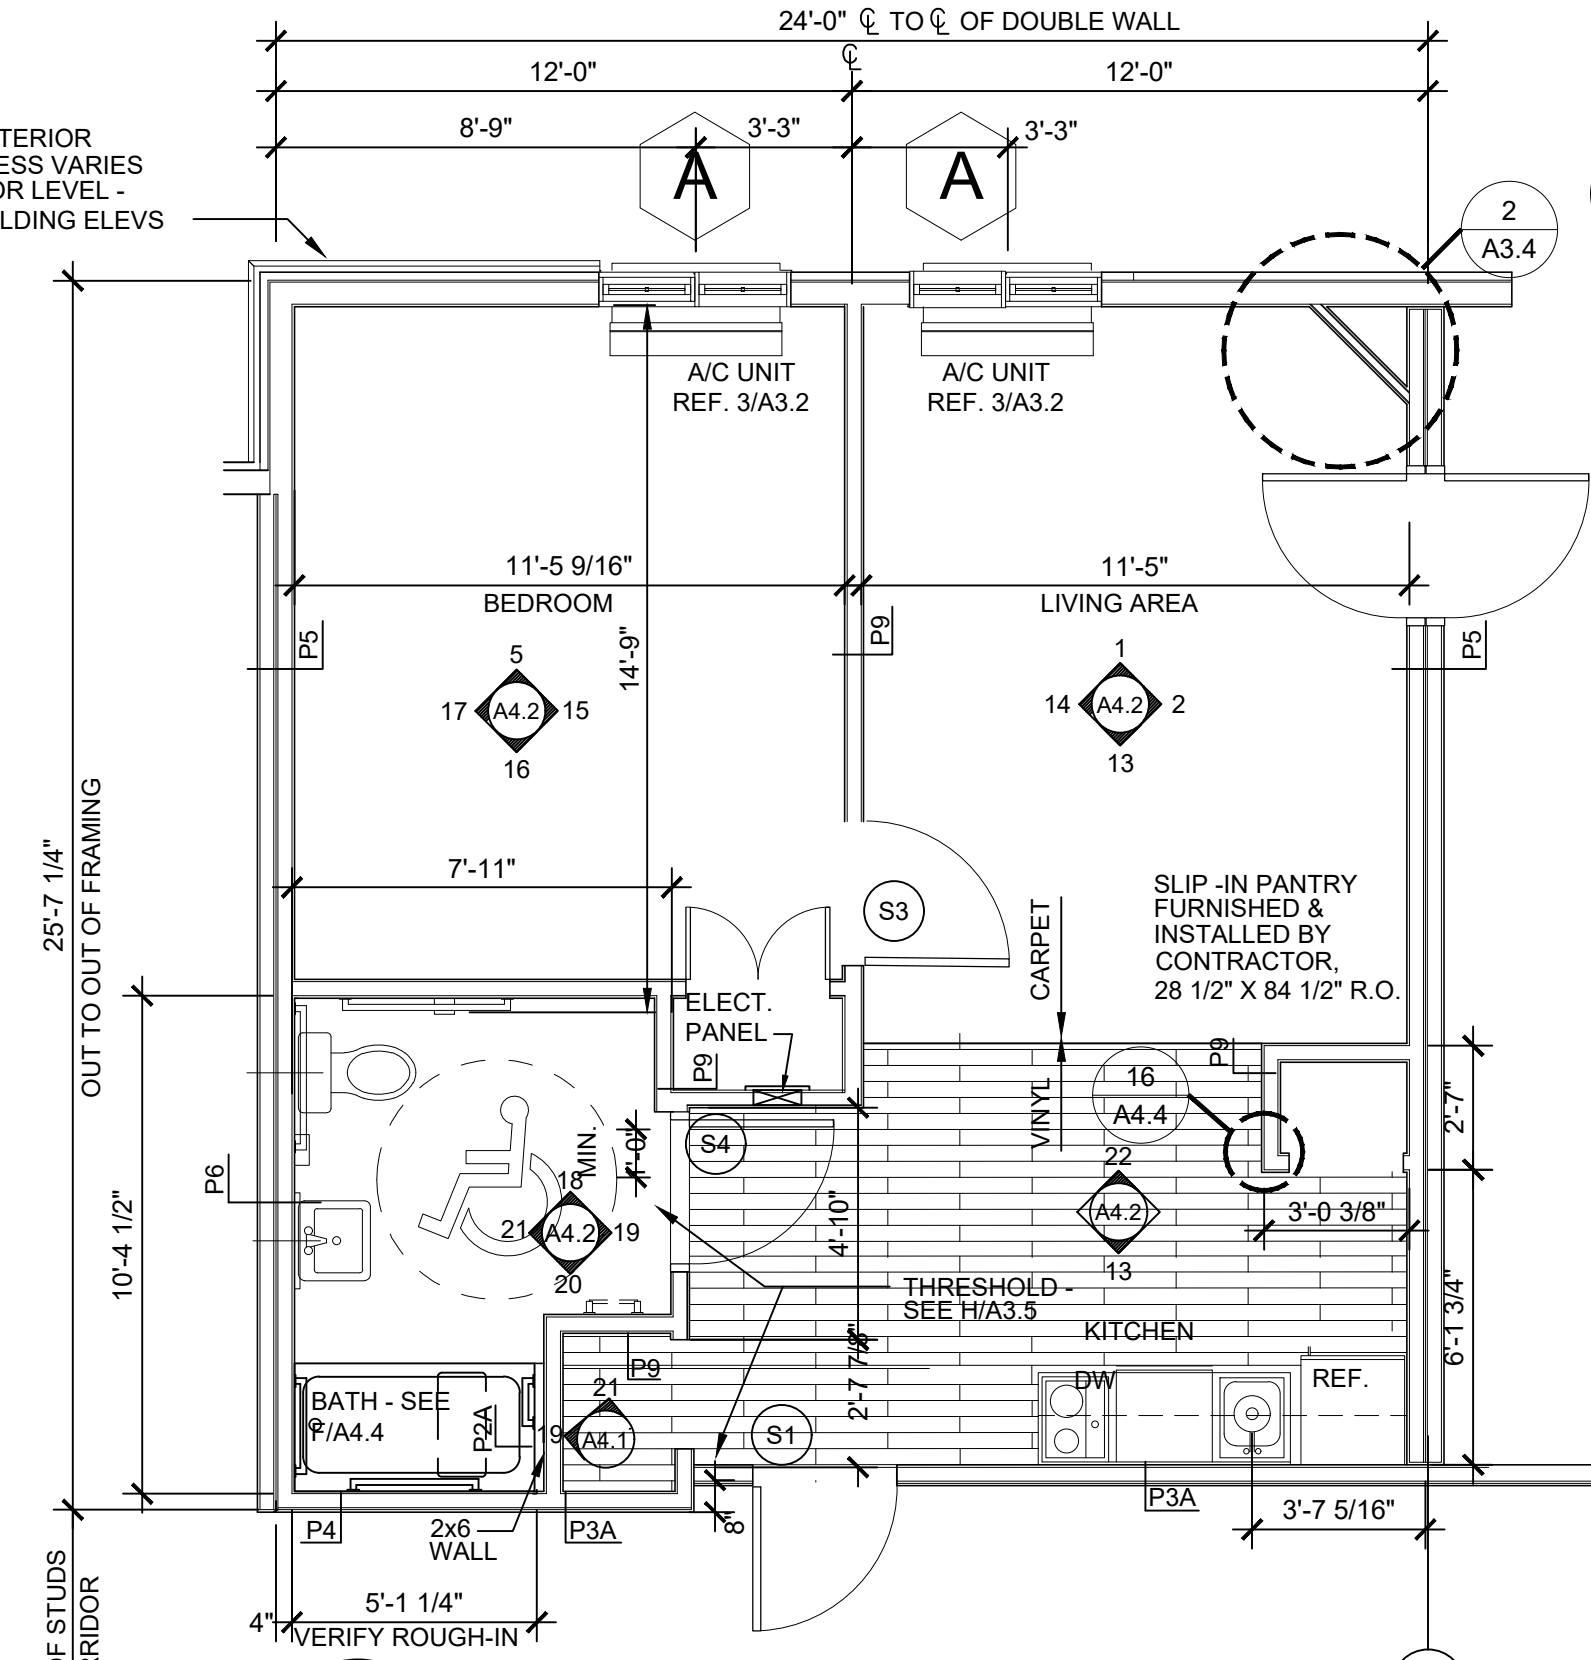 24'-0" ℄ TO ℄ OF DOUBLE WALL
℄
12'-0"
12'-0"
8'-9"
3'-3"
3'-3"
A
A
TERIOR
ESS VARIES
OR LEVEL -
ILDING ELEVS
2
A3.4
A/C UNIT
REF. 3/A3.2
A/C UNIT
REF. 3/A3.2
11'-5 9/16"
BEDROOM
11'-5"
LIVING AREA
P5
P9
P5
14'-9"
5
17
A4.2
15
16
1
14
A4.2
2
13
25'-7 1/4"
OUT TO OUT OF FRAMING
7'-11"
S3
CARPET
VINYL
SLIP -IN PANTRY
FURNISHED &
INSTALLED BY
CONTRACTOR,
28 1/2" X 84 1/2" R.O.
ELECT.
PANEL
P9
P9
16
A4.4
2'-7"
S4
MIN.
1'-0"
P6
18
21
A4.2
19
20
22
A4.2
13
3'-0 3/8"
4'-10"
10'-4 1/2"
THRESHOLD -
SEE H/A3.5
KITCHEN
6'-1 3/4"
P9
2'-7 7/8"
DW
REF.
BATH - SEE
F/A4.4
P2A
21
19
A4.1
S1
P4
2x6
WALL
P3A
8"
P3A
3'-7 5/16"
4"
5'-1 1/4"
VERIFY ROUGH-IN
OF STUDS
RRIDOR